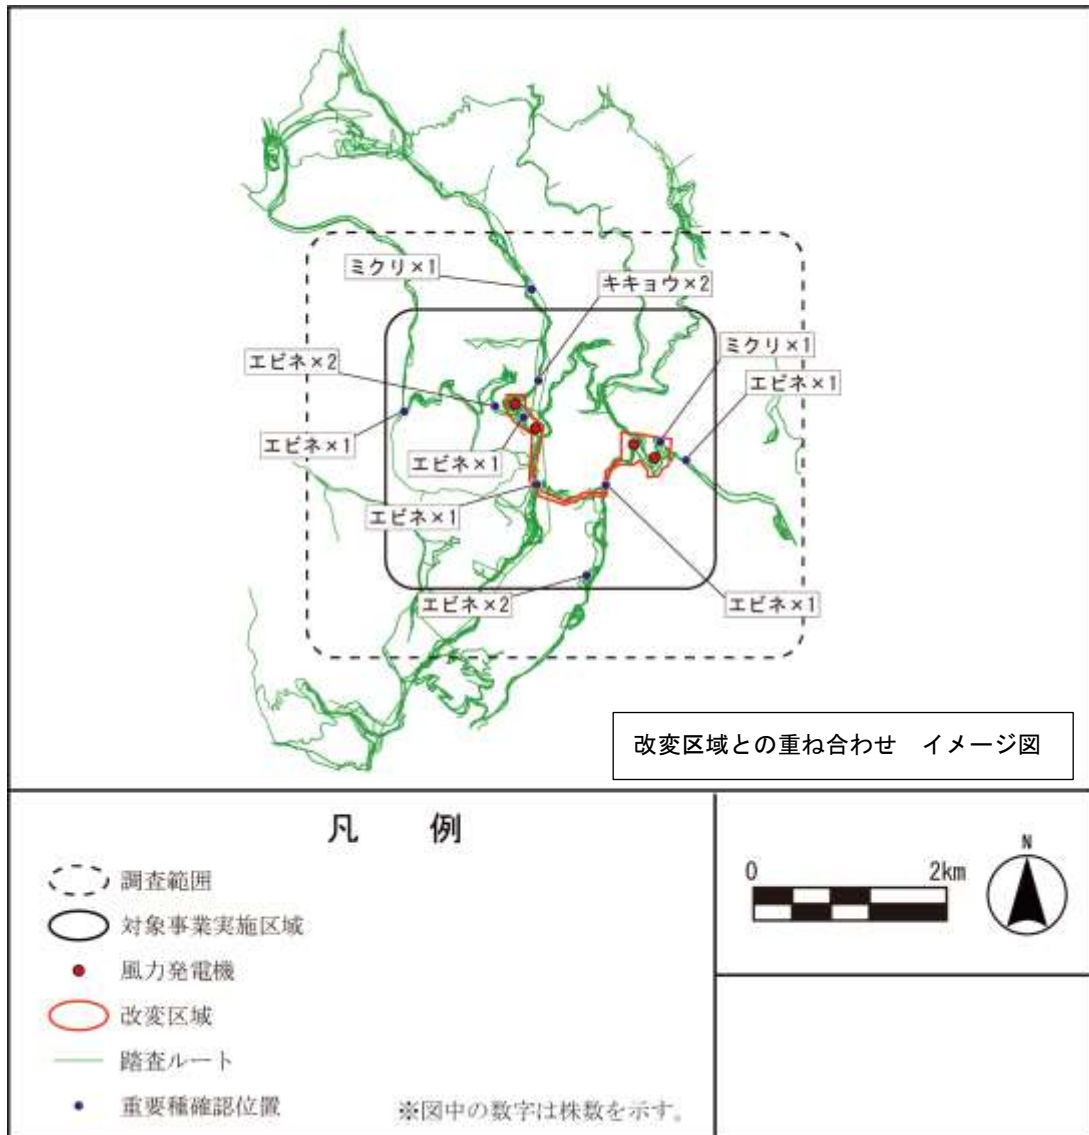 ミクリ×1
キキョウ×2
ミクリ×1
エビネ×2
エビネ×1
エビネ×1
エビネ×1
エビネ×1
エビネ×2
エビネ×1
改変区域との重ね合わせ イメージ図
凡 例
調査範囲
対象事業実施区域
風力発電機
改変区域
踏査ルート
重要種確認位置
※図中の数字は株数を示す。
0 2km
N